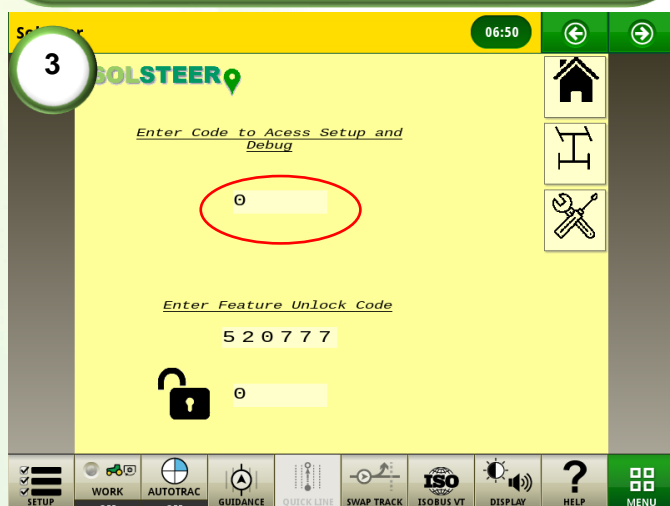 06:50
3
SOLSTEER
Enter Code to Acess Setup and
Debug
0
Enter Feature Unlock Code
520777
0
SETUP
WORK
AUTOTRAC
GUIDANCE
QUICK LINE
SWAP TRACK
ISO
ISOBUS VT
DISPLAY
?
HELP
MENU